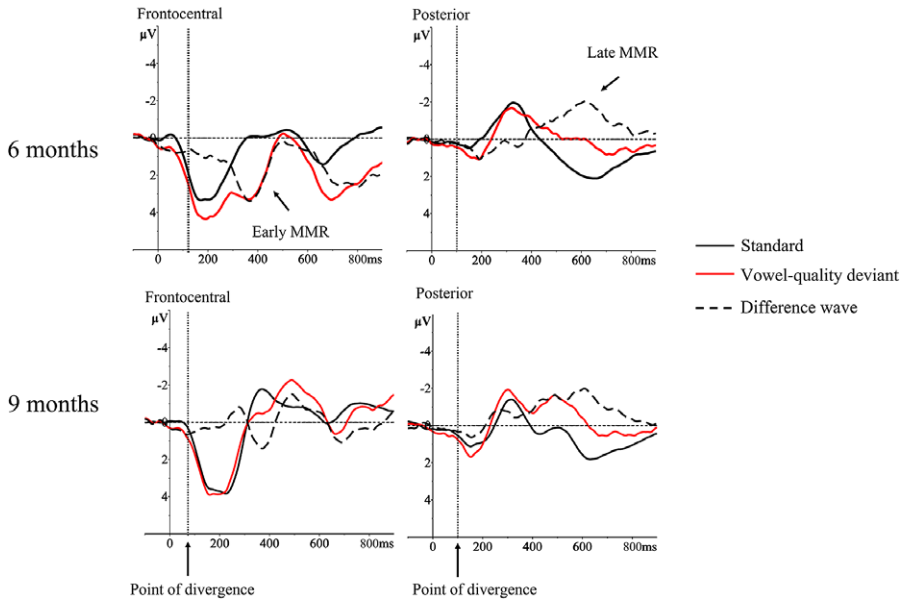 Frontocentral
Posterior
μV
μV
-4
-4
Late MMR
-2
-2
6 months
0
0
2
2
Early MMR
4
4
0 200 400 600 800ms
0 200 400 600 800ms
Standard
Vowel-quality deviant
Difference wave
Frontocentral
Posterior
μV
μV
-4
-4
-2
-2
9 months
0
0
2
2
4
4
0 200 400 600 800ms
0 200 400 600 800ms
Point of divergence
Point of divergence